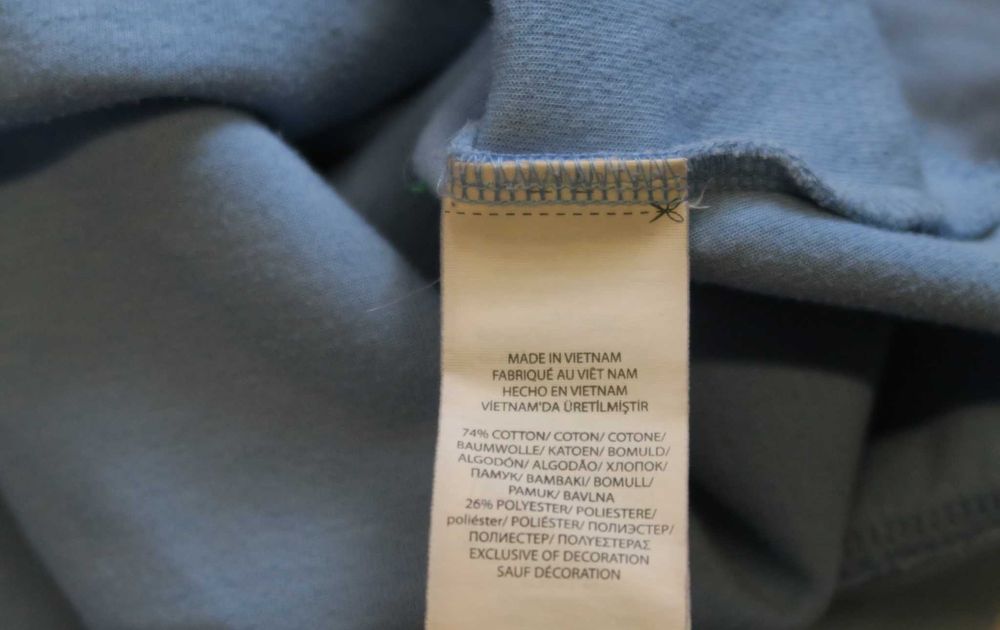 MADE IN VIETNAM
FABRIQUÉ AU VIÊT NAM
HECHO EN VIETNAM
VİETNAM'DA ÜRETİLMİŞTİR
74% COTTON/ COTON/ COTONE/
BAUMWOLLE/ KATOEN/ BOMULD/
ALGODÓN/ ALGODÃO/ ХЛОПОК/
ПАМУК/ BAMBAKI/ BOMULL/
PAMUK/ BAVLNA
26% POLYESTER/ POLIESTERE/
poliéster/ POLIÉSTER/ ПОЛИЭСТЕР/
ПОЛИЕСТЕР/ ΠΟΛΥΕΣΤΕΡΑΣ
EXCLUSIVE OF DECORATION
SAUF DÉCORATION